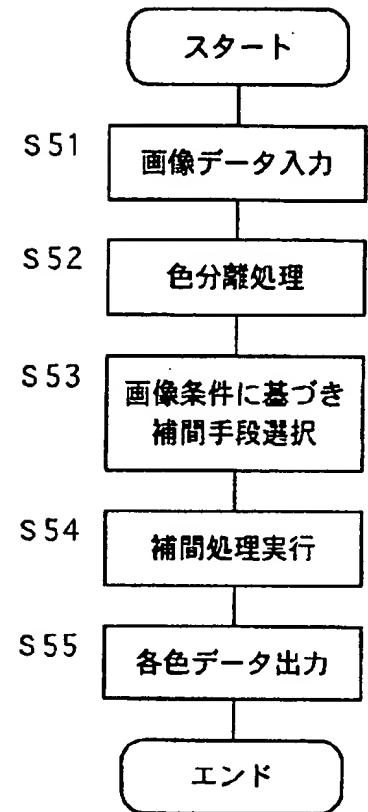 スタート
S51
画像データ入力
S52
色分離処理
S53
画像条件に基づき
補間手段選択
S54
補間処理実行
S55
各色データ出力
エンド